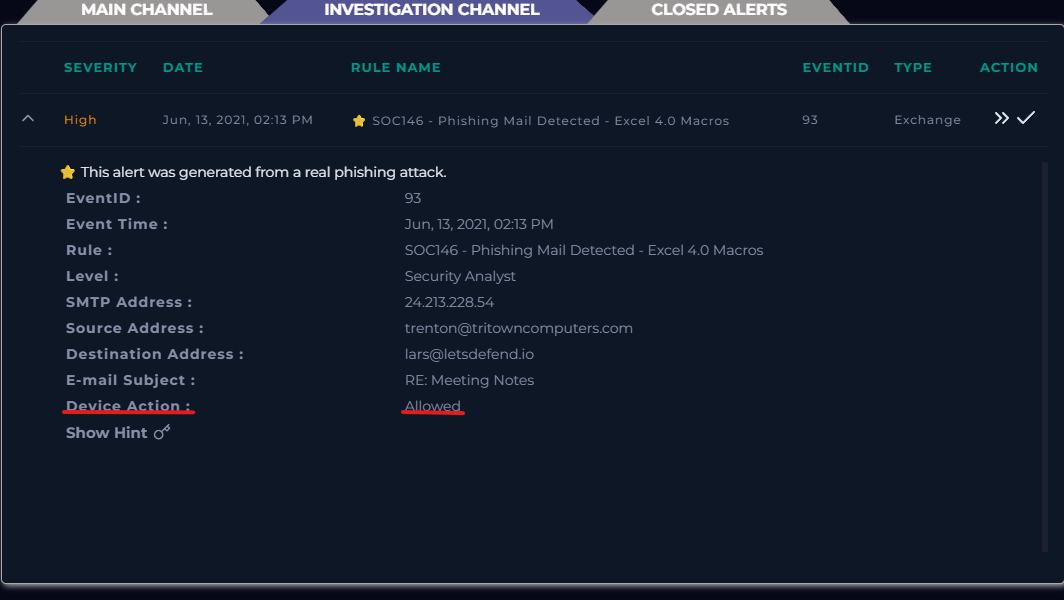 MAIN CHANNEL INVESTIGATION CHANNEL CLOSED ALERTS
SEVERITY DATE RULE NAME EVENTID TYPE ACTION
High Jun, 13, 2021, 02:13 PM SOC146 - Phishing Mail Detected - Excel 4.0 Macros 93 Exchange
This alert was generated from a real phishing attack.
EventID : 93
Event Time : Jun, 13, 2021, 02:13 PM
Rule : SOC146 - Phishing Mail Detected - Excel 4.0 Macros
Level : Security Analyst
SMTP Address : 24.213.228.54
Source Address : trenton@tritowncomputers.com
Destination Address : lars@letsdefend.io
E-mail Subject : RE: Meeting Notes
Device Action : Allowed
Show Hint